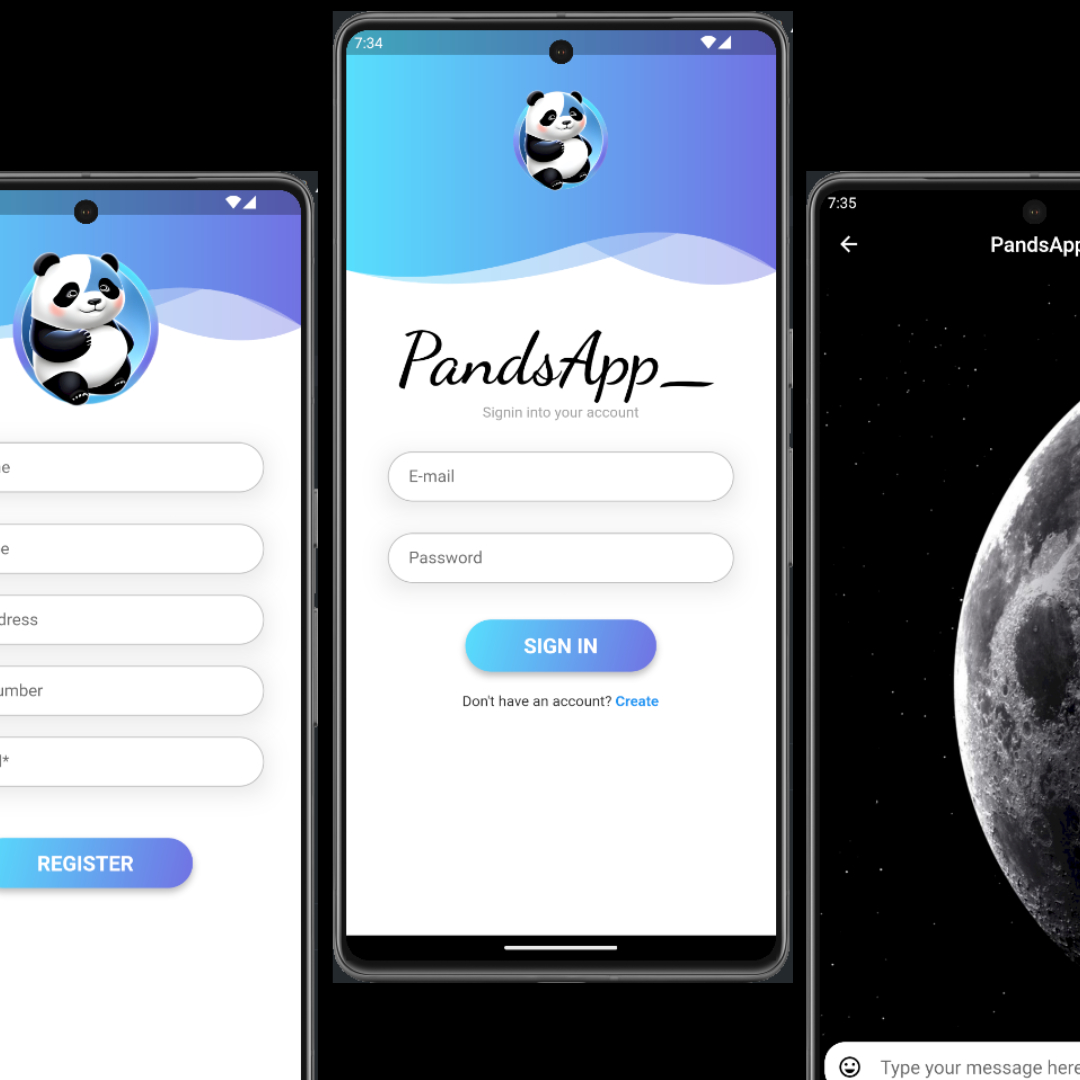 7:34
PandsApp_
Signin into your account
E-mail
Password
SIGN IN
Don't have an account? Create
dress
REGISTER
7:35
PandsApp
Type your message here